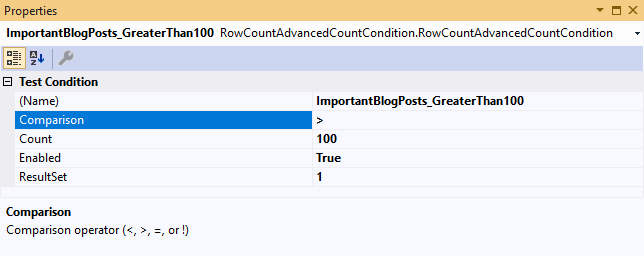 Properties
ImportantBlogPosts_GreaterThan100 RowCountAdvancedCountCondition.RowCountAdvancedCountCondition
Test Condition
(Name) ImportantBlogPosts_GreaterThan100
Comparison >
Count 100
Enabled True
ResultSet 1
Comparison
Comparison operator (<, >, =, or !)